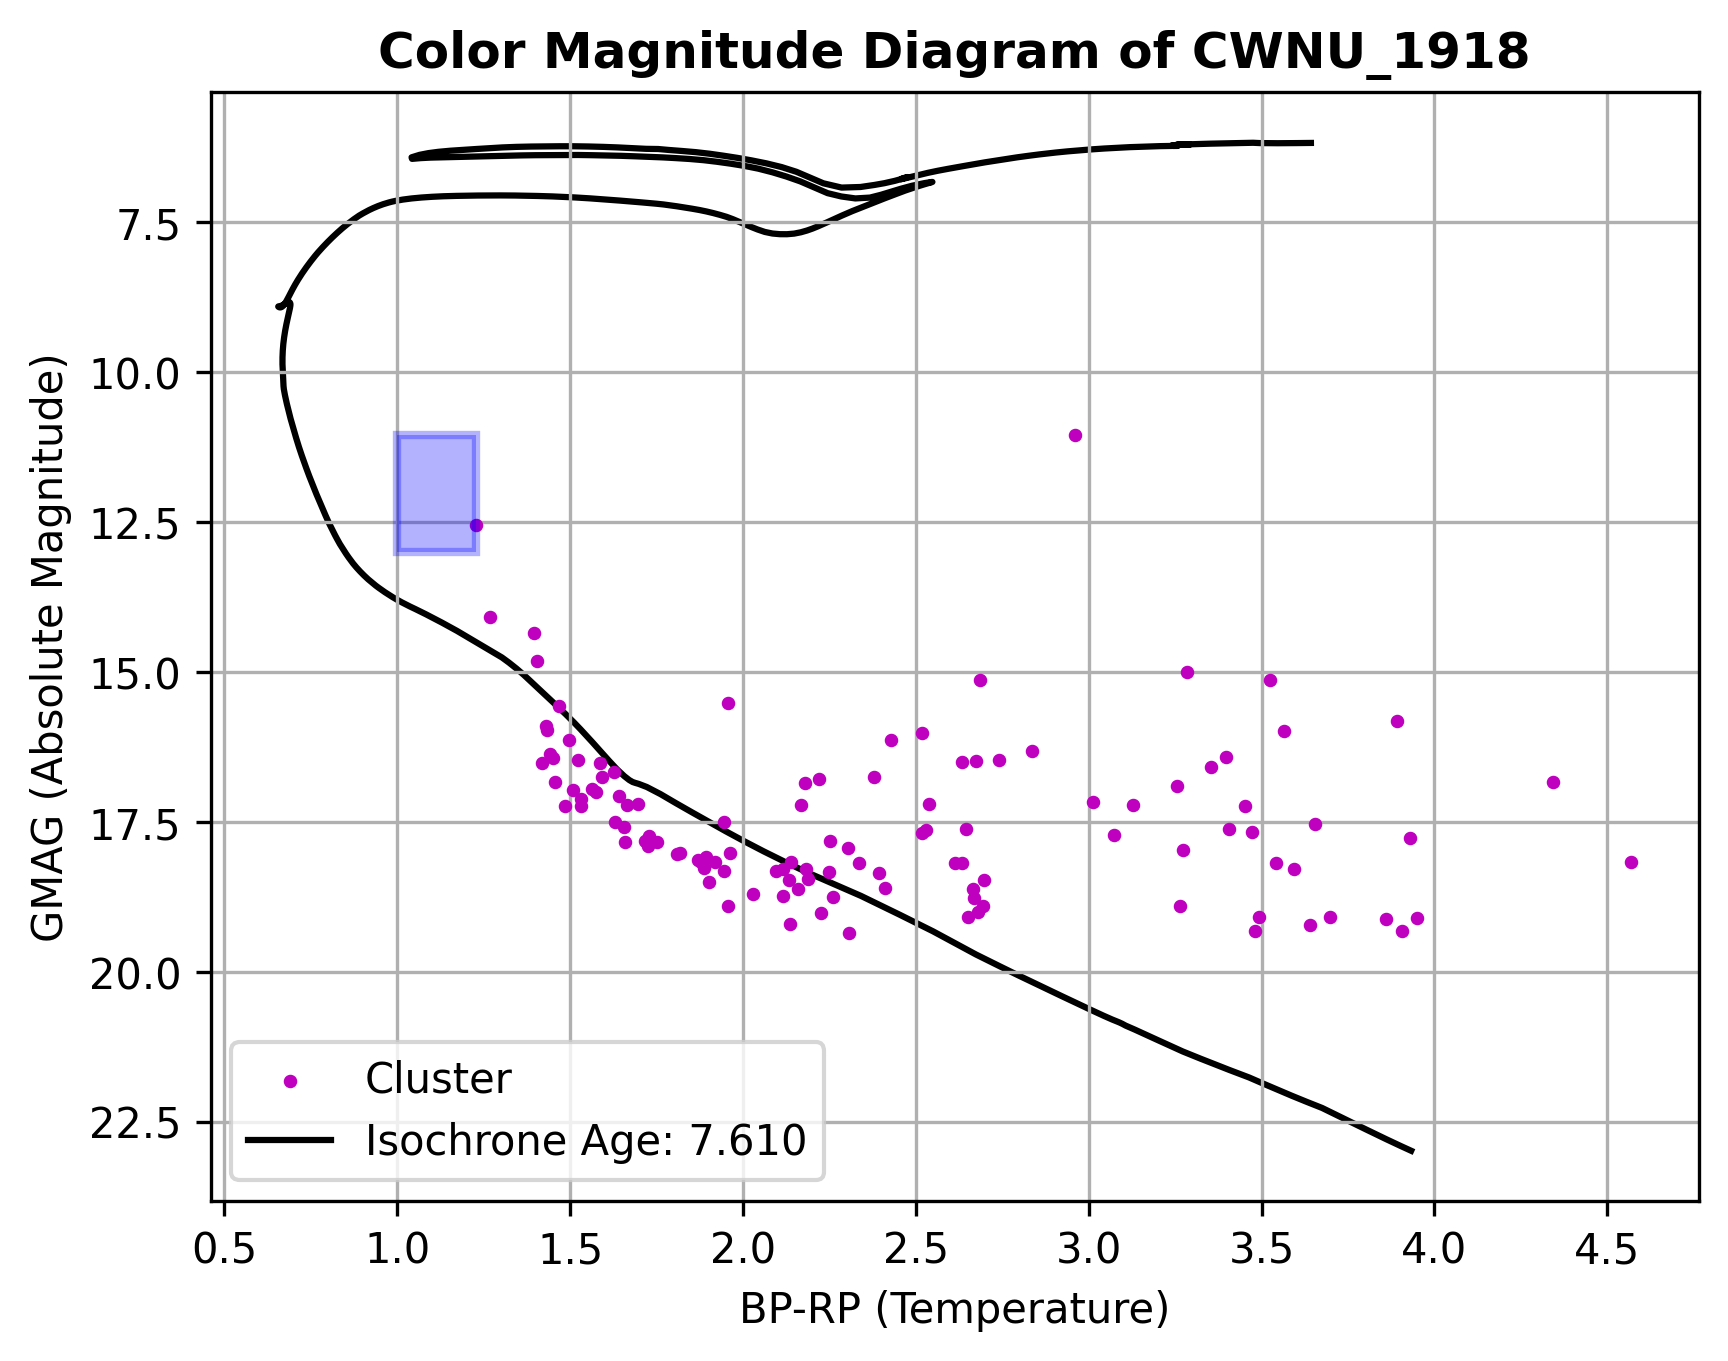 Color Magnitude Diagram of CWNU_1918
GMAG (Absolute Magnitude)
7.5
10.0
12.5
15.0
17.5
20.0
22.5
Cluster
Isochrone Age: 7.610
0.5 1.0 1.5 2.0 2.5 3.0 3.5 4.0 4.5
BP-RP (Temperature)